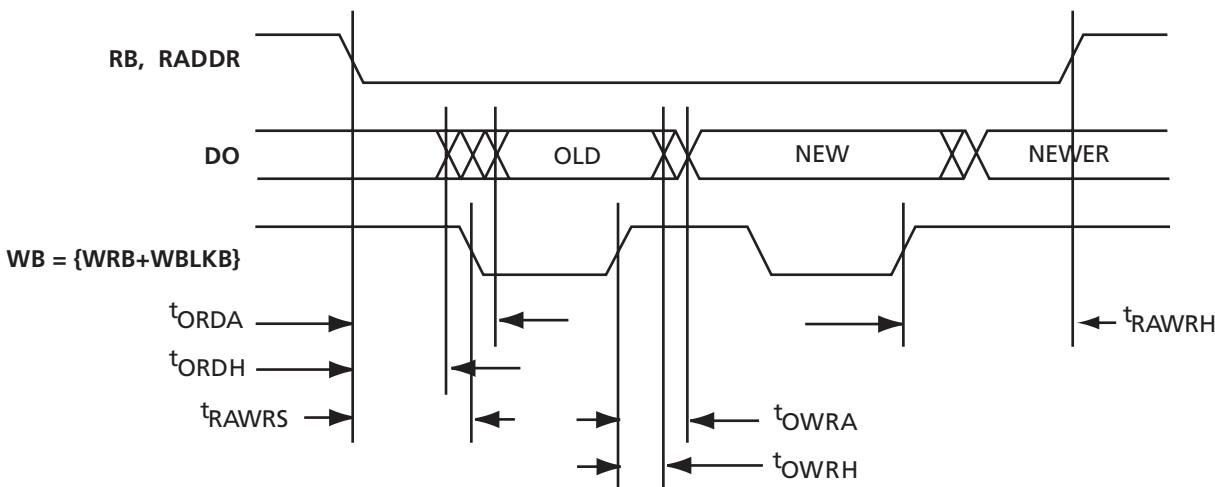 RB, RADDR
DO
OLD
NEW
NEWER
WB = {WRB+WBLKB}
tORDA
tRAWRH
tORDH
tRAWRS
tOWRA
tOWRH